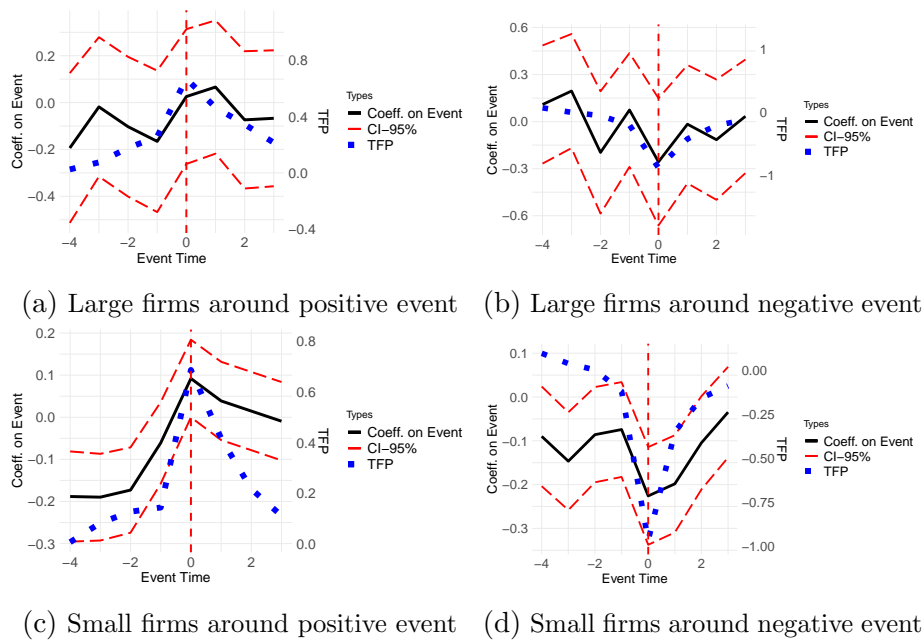 0.2
0.0
−0.2
−0.4
Coeff. on Event
0.8
0.4
0.0
−0.4
TFP
−4 −2 0 2
Event Time
Types
Coeff. on Event
CI−95%
TFP
0.6
0.3
0.0
−0.3
−0.6
Coeff. on Event
1
0
−1
TFP
−4 −2 0 2
Event Time
Types
Coeff. on Event
CI−95%
TFP
(a) Large firms around positive event
(b) Large firms around negative event
0.2
0.1
0.0
−0.1
−0.2
−0.3
Coeff. on Event
0.8
0.6
0.4
0.2
0.0
TFP
−4 −2 0 2
Event Time
Types
Coeff. on Event
CI−95%
TFP
0.1
0.0
−0.1
−0.2
−0.3
Coeff. on Event
0.00
−0.25
−0.50
−0.75
−1.00
TFP
−4 −2 0 2
Event Time
Types
Coeff. on Event
CI−95%
TFP
(c) Small firms around positive event
(d) Small firms around negative event